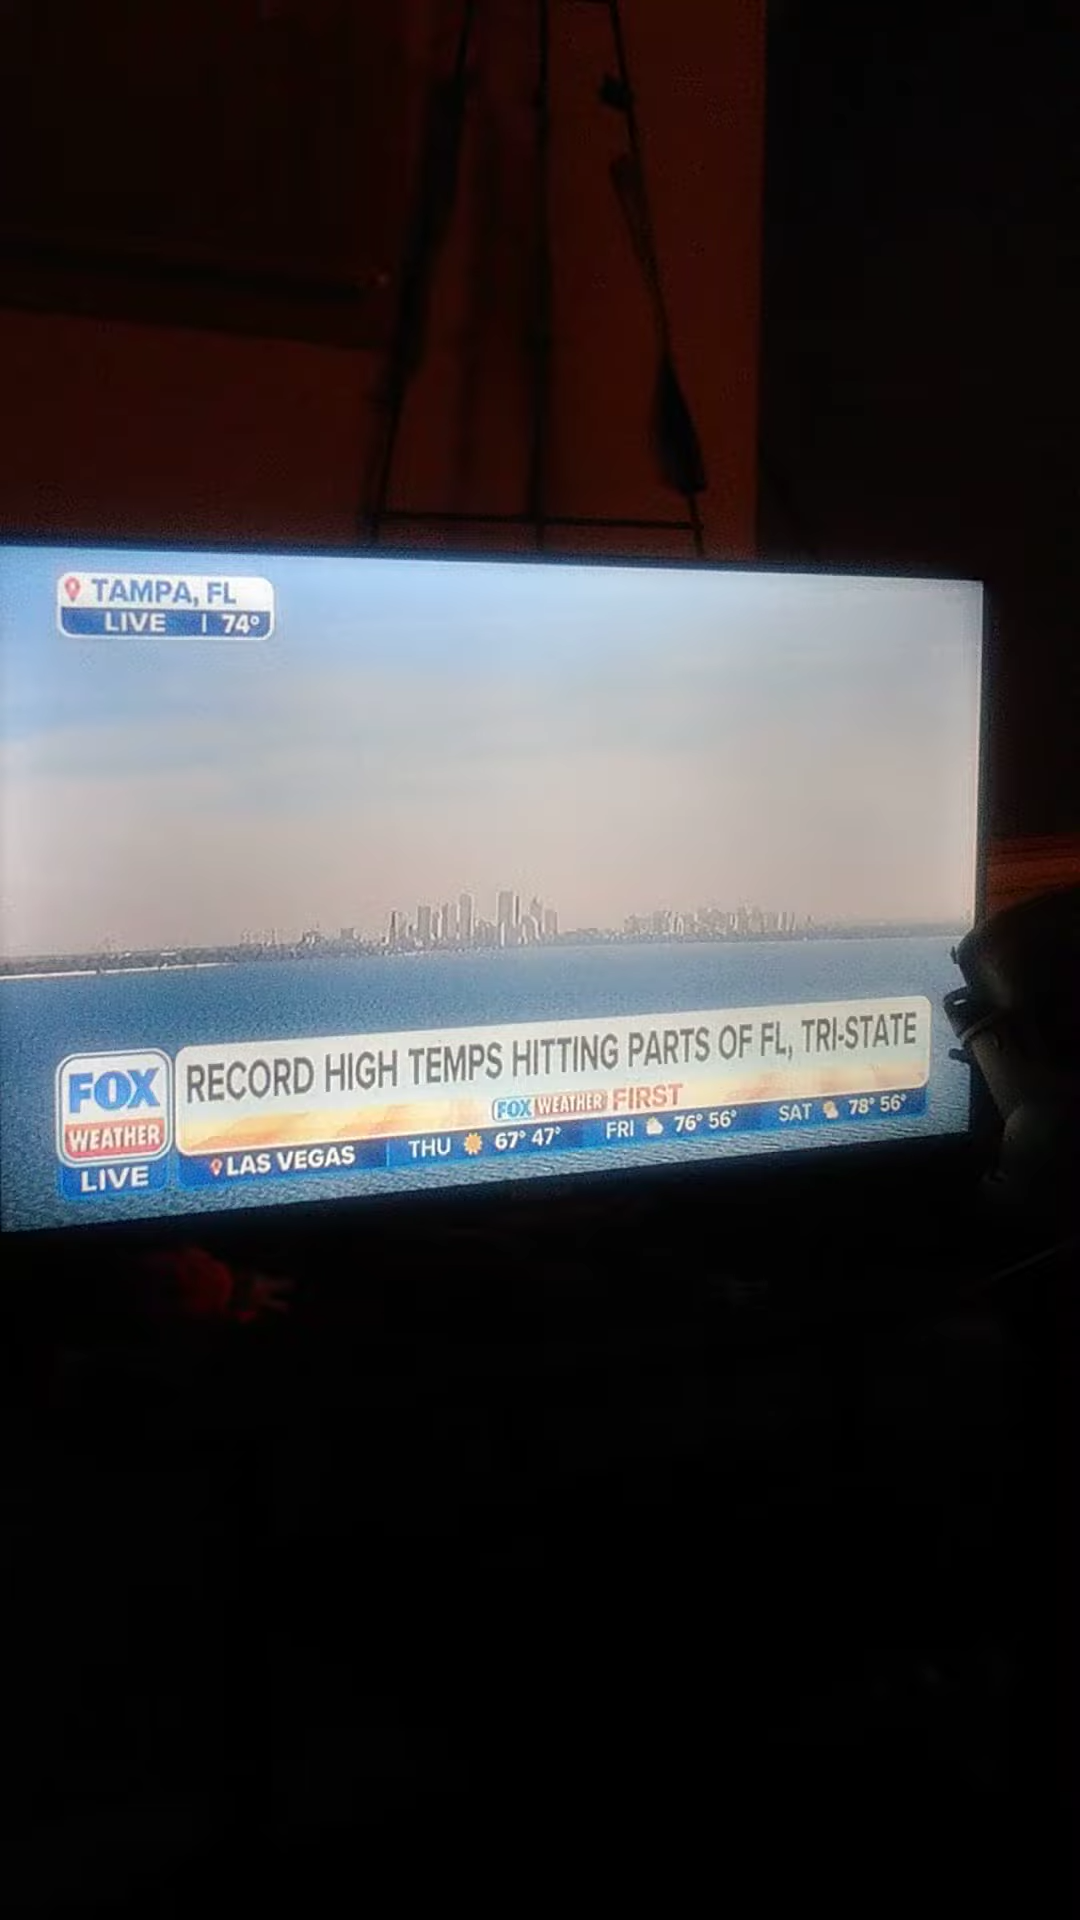 TAMPA, FL
LIVE | 74°
RECORD HIGH TEMPS HITTING PARTS OF FL, TRI-STATE
FOX WEATHER FIRST
FOX
WEATHER
LIVE
LAS VEGAS THU 67° 47° FRI 76° 56° SAT 78° 56°